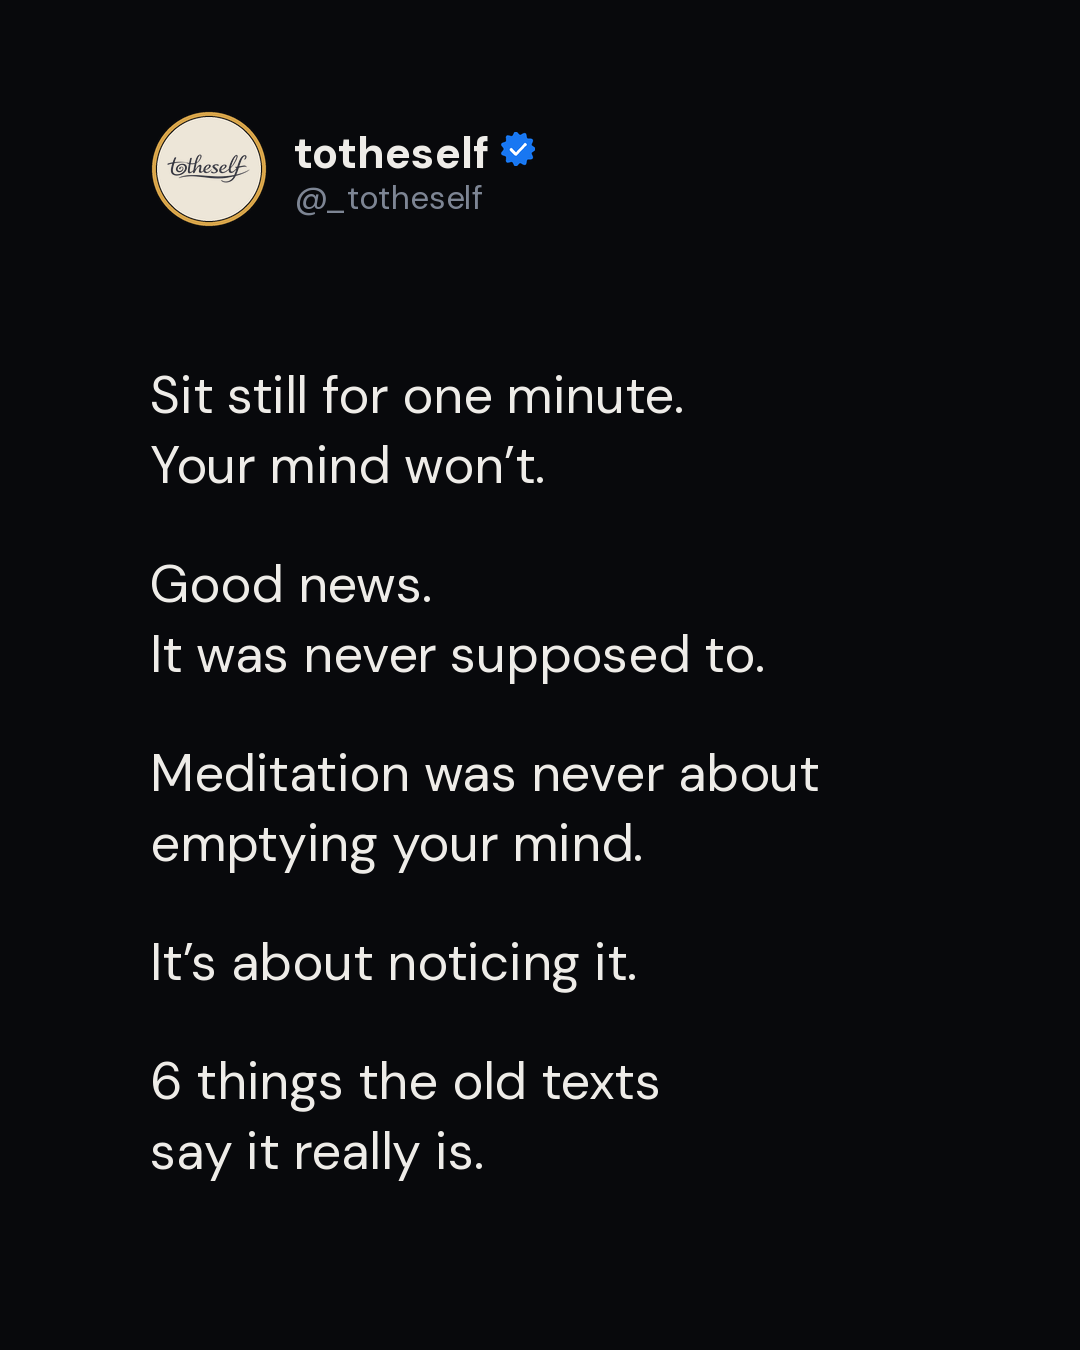 totheself
totheself
@_totheself
Sit still for one minute.
Your mind won’t.
Good news.
It was never supposed to.
Meditation was never about
emptying your mind.
It’s about noticing it.
6 things the old texts
say it really is.